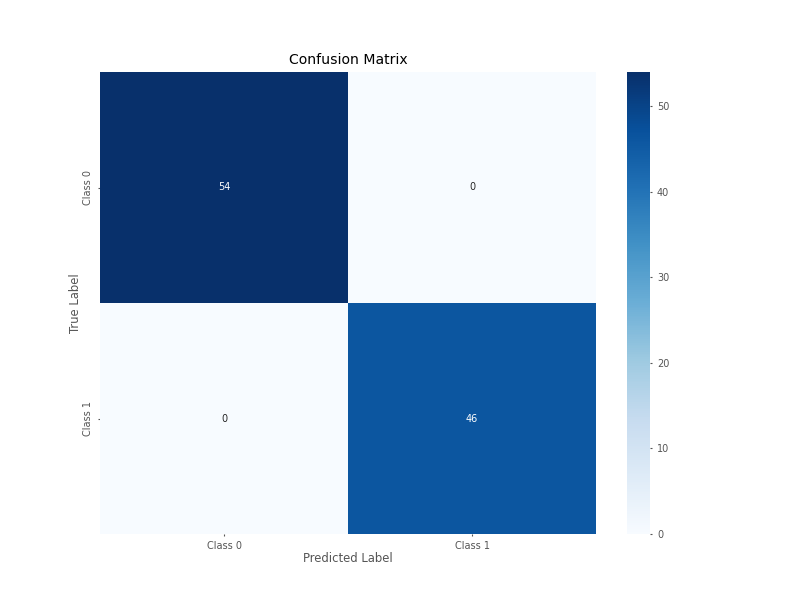 Confusion Matrix
Class 0
54
0
50
40
30
20
10
0
True Label
Class 1
0
46
Class 0
Class 1
Predicted Label